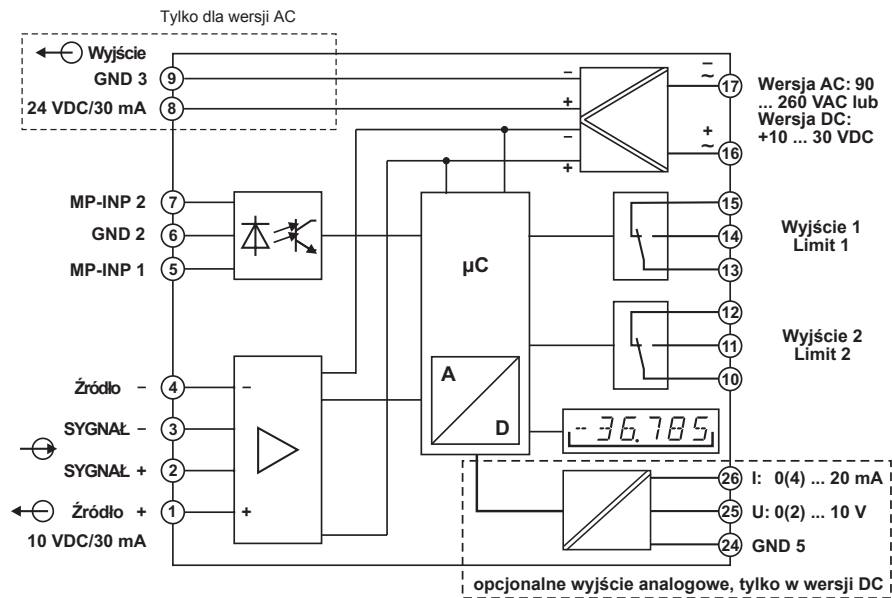 Tylko dla wersji AC
Wyjście
GND 3
9
24 VDC/30 mA
8
−
+
−
+
− ~
17
+ ~
16
Wersja AC: 90
... 260 VAC lub
Wersja DC:
+10 ... 30 VDC
MP-INP 2
7
GND 2
6
MP-INP 1
5
µC
15
14
13
Wyjście 1
Limit 1
12
11
10
Wyjście 2
Limit 2
A
D
-36.785
Źródło −
4
−
SYGNAŁ −
3
SYGNAŁ +
2
Źródło +
1
+
10 VDC/30 mA
26
I: 0(4) ... 20 mA
25
U: 0(2) ... 10 V
24
GND 5
opcjonalne wyjście analogowe, tylko w wersji DC